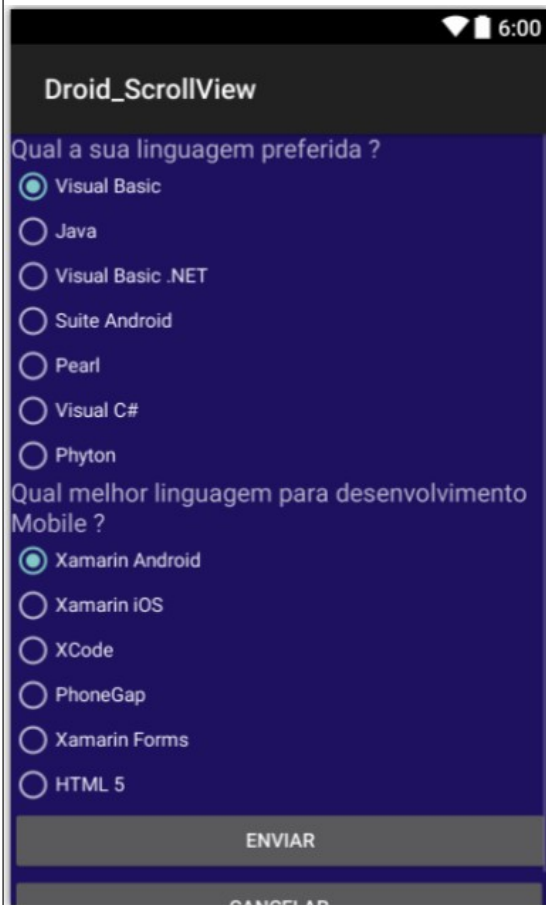 6:00
Droid_ScrollView
Qual a sua linguagem preferida ?
Visual Basic
Java
Visual Basic .NET
Suite Android
Pearl
Visual C#
Phyton
Qual melhor linguagem para desenvolvimento
Mobile ?
Xamarin Android
Xamarin iOS
XCode
PhoneGap
Xamarin Forms
HTML 5
ENVIAR
CANCELAR